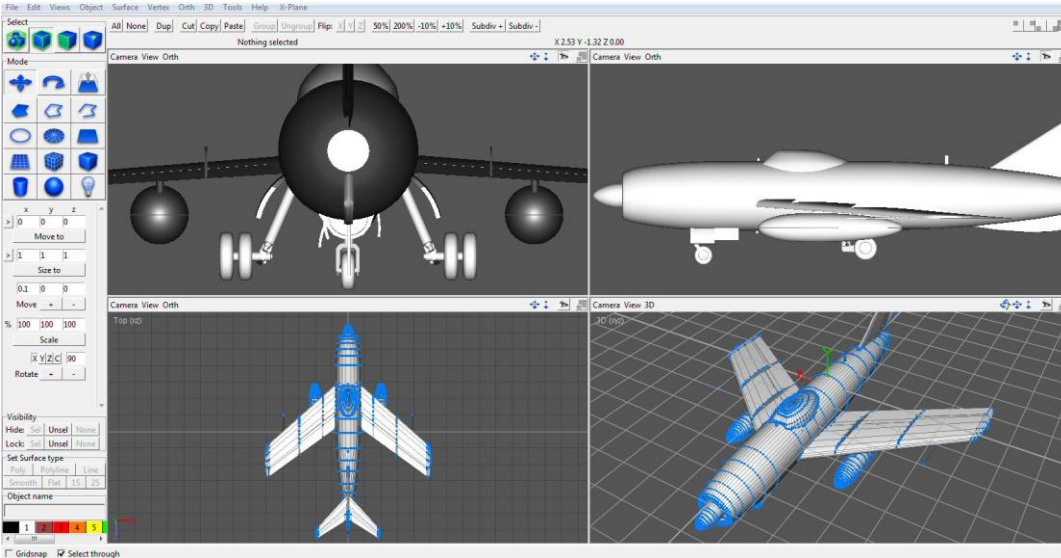 File Edit Views Object Surface Vertex Orth 3D Tools Help X-Plane
Select
All None Dup Cut Copy Paste Group Ungroup Flip: X Y Z 50% 200% -10% +10% Subdiv + Subdiv -
Nothing selected X 2.53 Y -1.32 Z 0.00
Camera View Orth
Camera View Orth
Mode
x y z
> 0 0 0
Move to
> 1 1 1
Size to
0.1 0 0
Move + -
% 100 100 100
Scale
X Y Z C 90
Rotate + -
Visibility
Hide: Sel Unsel None
Lock: Sel Unsel None
Set Surface type
Poly Polyline Line
Smooth Flat 1S 2S
Object name
1 2 3 4 5
Gridsnap Select through
Camera View Orth
Top (xz)
Camera View 3D
3D (xyz)